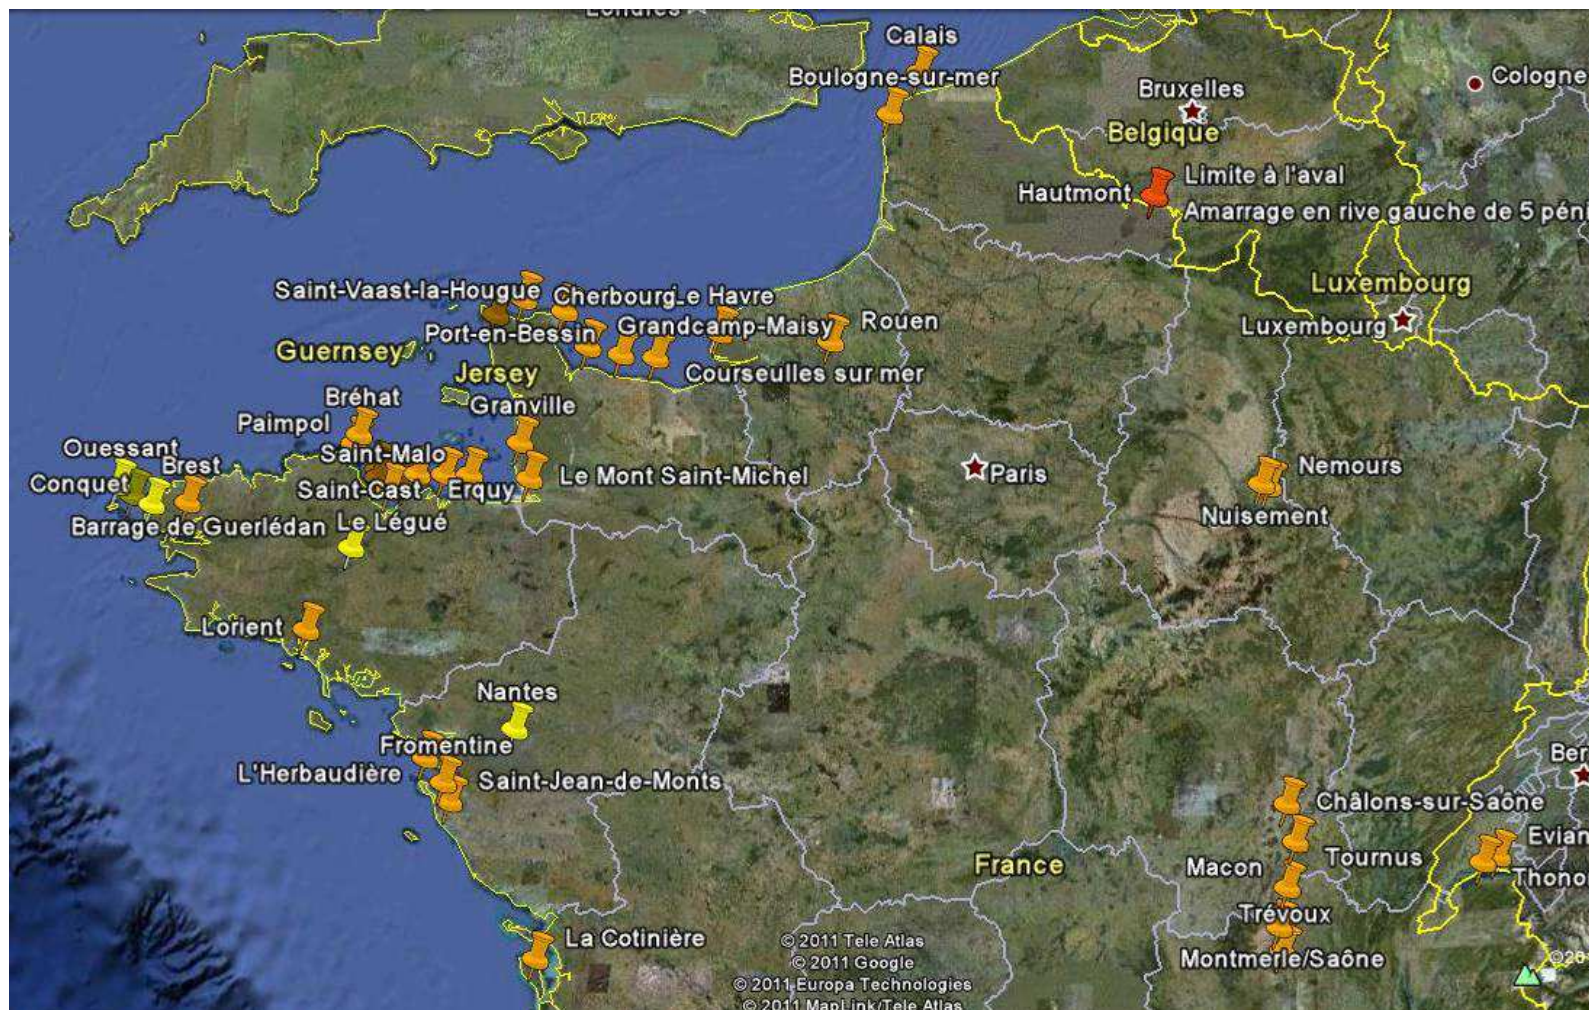 Londres
Calais
Boulogne-sur-mer
Bruxelles
Cologne
Belgique
Limite à l'aval
Hautmont
Amarrage en rive gauche de 5 pén
Saint-Vaast-la-Hougue
Cherbourg
Le Havre
Luxembourg
Port-en-Bessin
Grandcamp-Maisy
Rouen
Luxembourg
Guernsey
Jersey
Courseulles sur mer
Bréhat
Granville
Paimpol
Ouessant
Brest
Saint-Malo
Conquet
Saint-Cast
Erquy
Le Mont Saint-Michel
Paris
Nemours
Barrage de Guerlédan
Le Légué
Nuisement
Lorient
Nantes
Fromentine
L'Herbaudière
Saint-Jean-de-Monts
Ber
Châlons-sur-Saône
Evian
France
Macon
Tournus
Thono
Trévoux
La Cotinière
Montmerle/Saône
© 2011 Tele Atlas
© 2011 Google
© 2011 Europa Technologies
© 2011 MapLink/Tele Atlas
©20